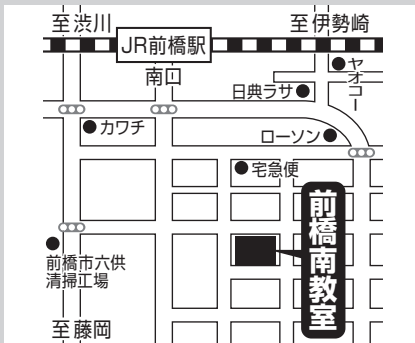 至渋川
至伊勢崎
JR前橋駅
南口
ヤオコー
日典ラサ
カワチ
ローソン
宅急便
前橋南教室
前橋市六供
清掃工場
至藤岡